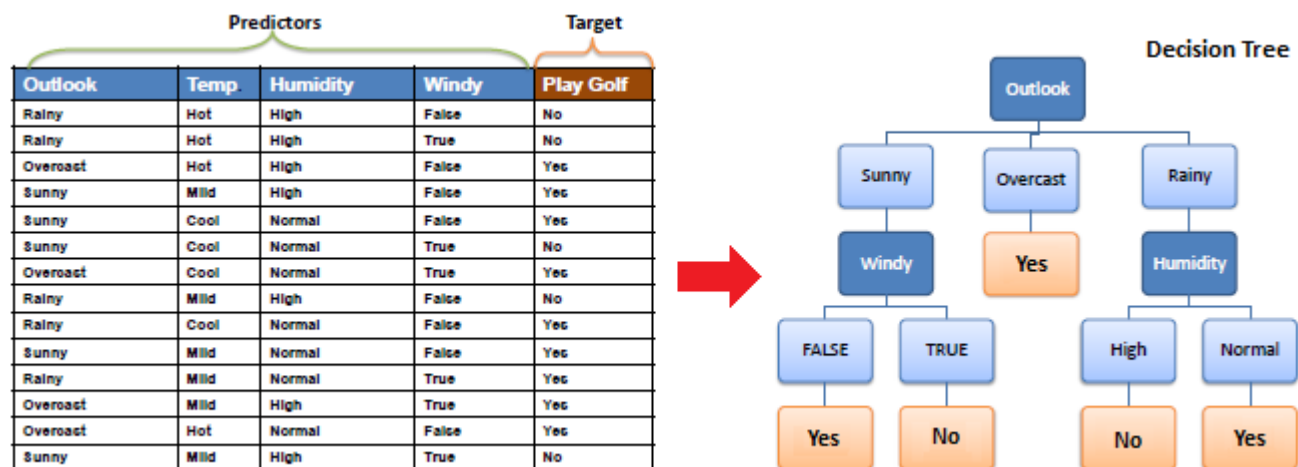 Predictors Target
Outlook Temp. Humidity Windy Play Golf
Rainy Hot High False No
Rainy Hot High True No
Overcast Hot High False Yes
Sunny Mild High False Yes
Sunny Cool Normal False Yes
Sunny Cool Normal True No
Overcast Cool Normal True Yes
Rainy Mild High False No
Rainy Cool Normal False Yes
Sunny Mild Normal False Yes
Rainy Mild Normal True Yes
Overcast Mild High True Yes
Overcast Hot Normal False Yes
Sunny Mild High True No
Decision Tree
Outlook
Sunny Overcast Rainy
Windy Yes Humidity
FALSE TRUE High Normal
Yes No No Yes